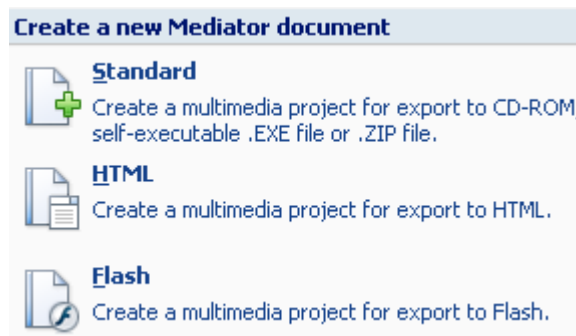 Create a new Mediator document
Standard
Create a multimedia project for export to CD-ROM,
self-executable .EXE file or .ZIP file.
HTML
Create a multimedia project for export to HTML.
Flash
Create a multimedia project for export to Flash.